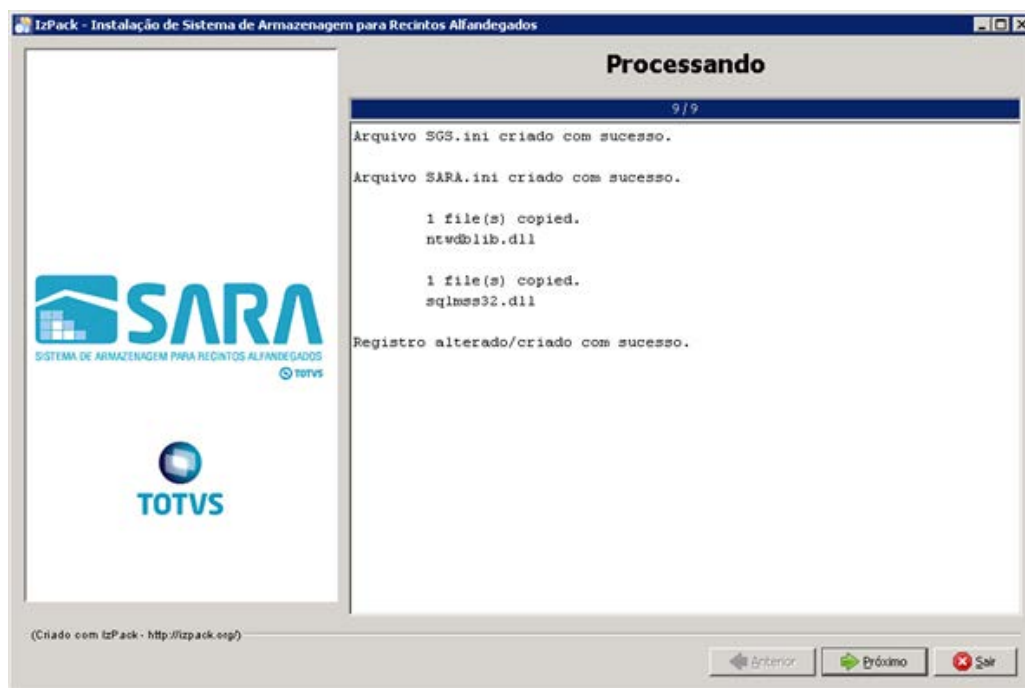 IzPack - Instalação de Sistema de Armazenagem para Recintos Alfandegados
Processando
9/9
Arquivo SGS.ini criado com sucesso.
Arquivo SARA.ini criado com sucesso.
1 file(s) copied.
ntwdblib.dll
1 file(s) copied.
sqlmss32.dll
Registro alterado/criado com sucesso.
SARA
SISTEMA DE ARMAZENAGEM PARA RECINTOS ALFANDEGADOS
TOTVS
TOTVS
(Criado com IzPack - http://izpack.org/)
Anterior
Próximo
Sair